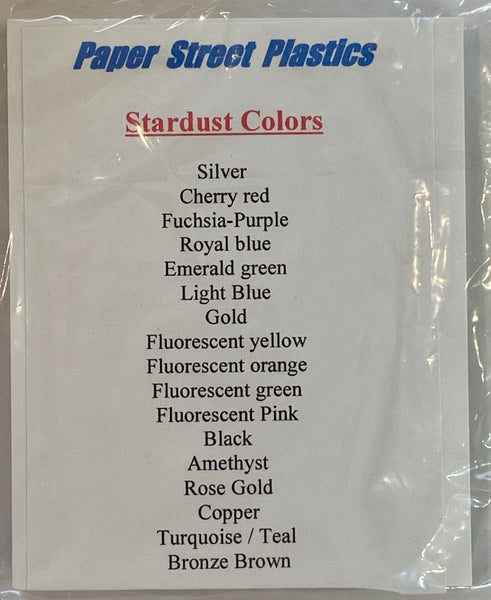 Paper Street Plastics
Stardust Colors
Silver
Cherry red
Fuchsia-Purple
Royal blue
Emerald green
Light Blue
Gold
Fluorescent yellow
Fluorescent orange
Fluorescent green
Fluorescent Pink
Black
Amethyst
Rose Gold
Copper
Turquoise / Teal
Bronze Brown